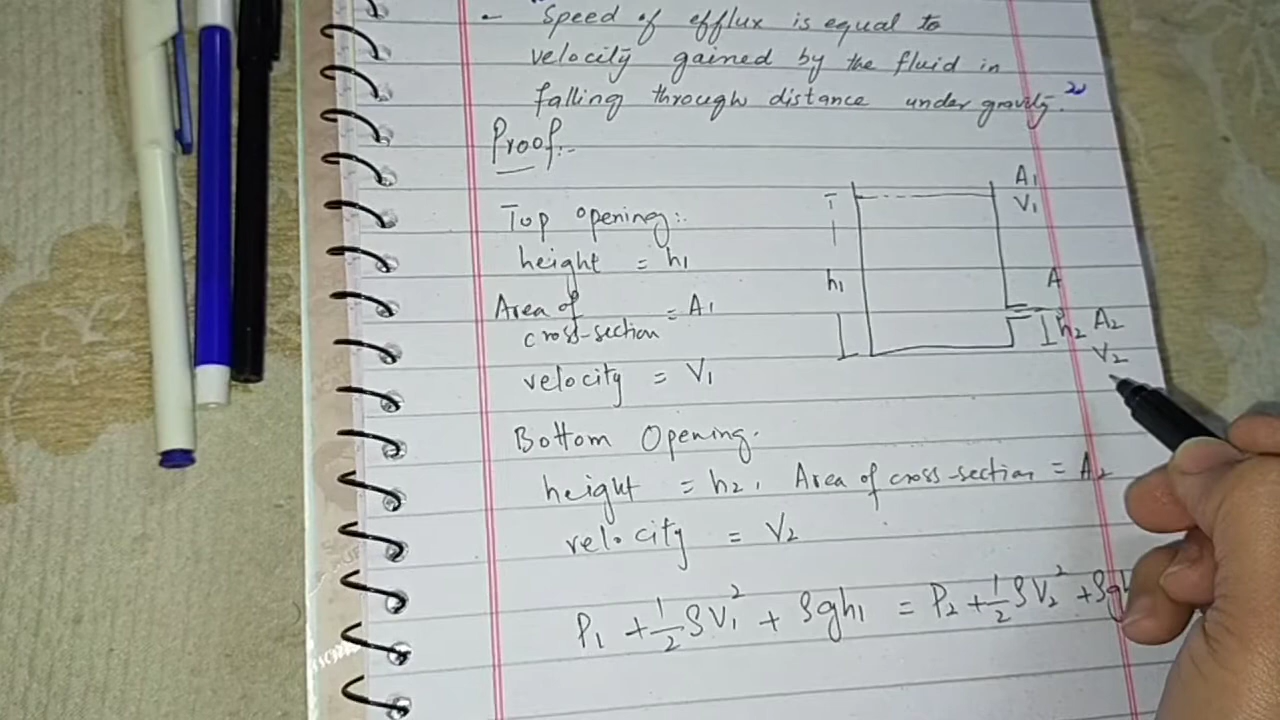 - Speed of efflux is equal to
velocity gained by the fluid in
falling through distance under gravity."
Proof:-
Top opening:
height = h₁
Area of cross-section = A₁
velocity = V₁
A₁
V₁
h₁
A
h₂ A₂
V₂
Bottom Opening.
height = h₂, Area of cross-section = A₂
velocity = V₂
P₁ + 1/2 ρV₁² + ρgh₁ = P₂ + 1/2 ρV₂² + ρgh